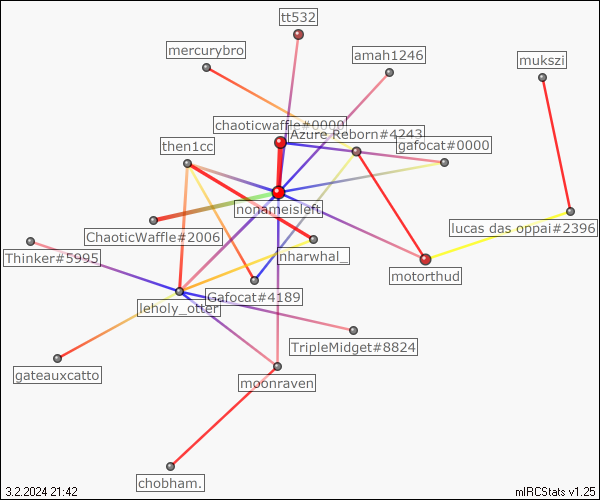 tt532
mercurybro
amah1246
mukszi
chaoticwaffle#0000
Azure Reborn#4243
then1cc
gafocat#0000
nonameisleft
lucas das oppai#2396
ChaoticWaffle#2006
Thinker#5995
nharwhal_
motorthud
Gafocat#4189
leholy_otter
TripleMidget#8824
gateauxcatto
moonraven
chobham.
3.2.2024 21:42
mIRCStats v1.25